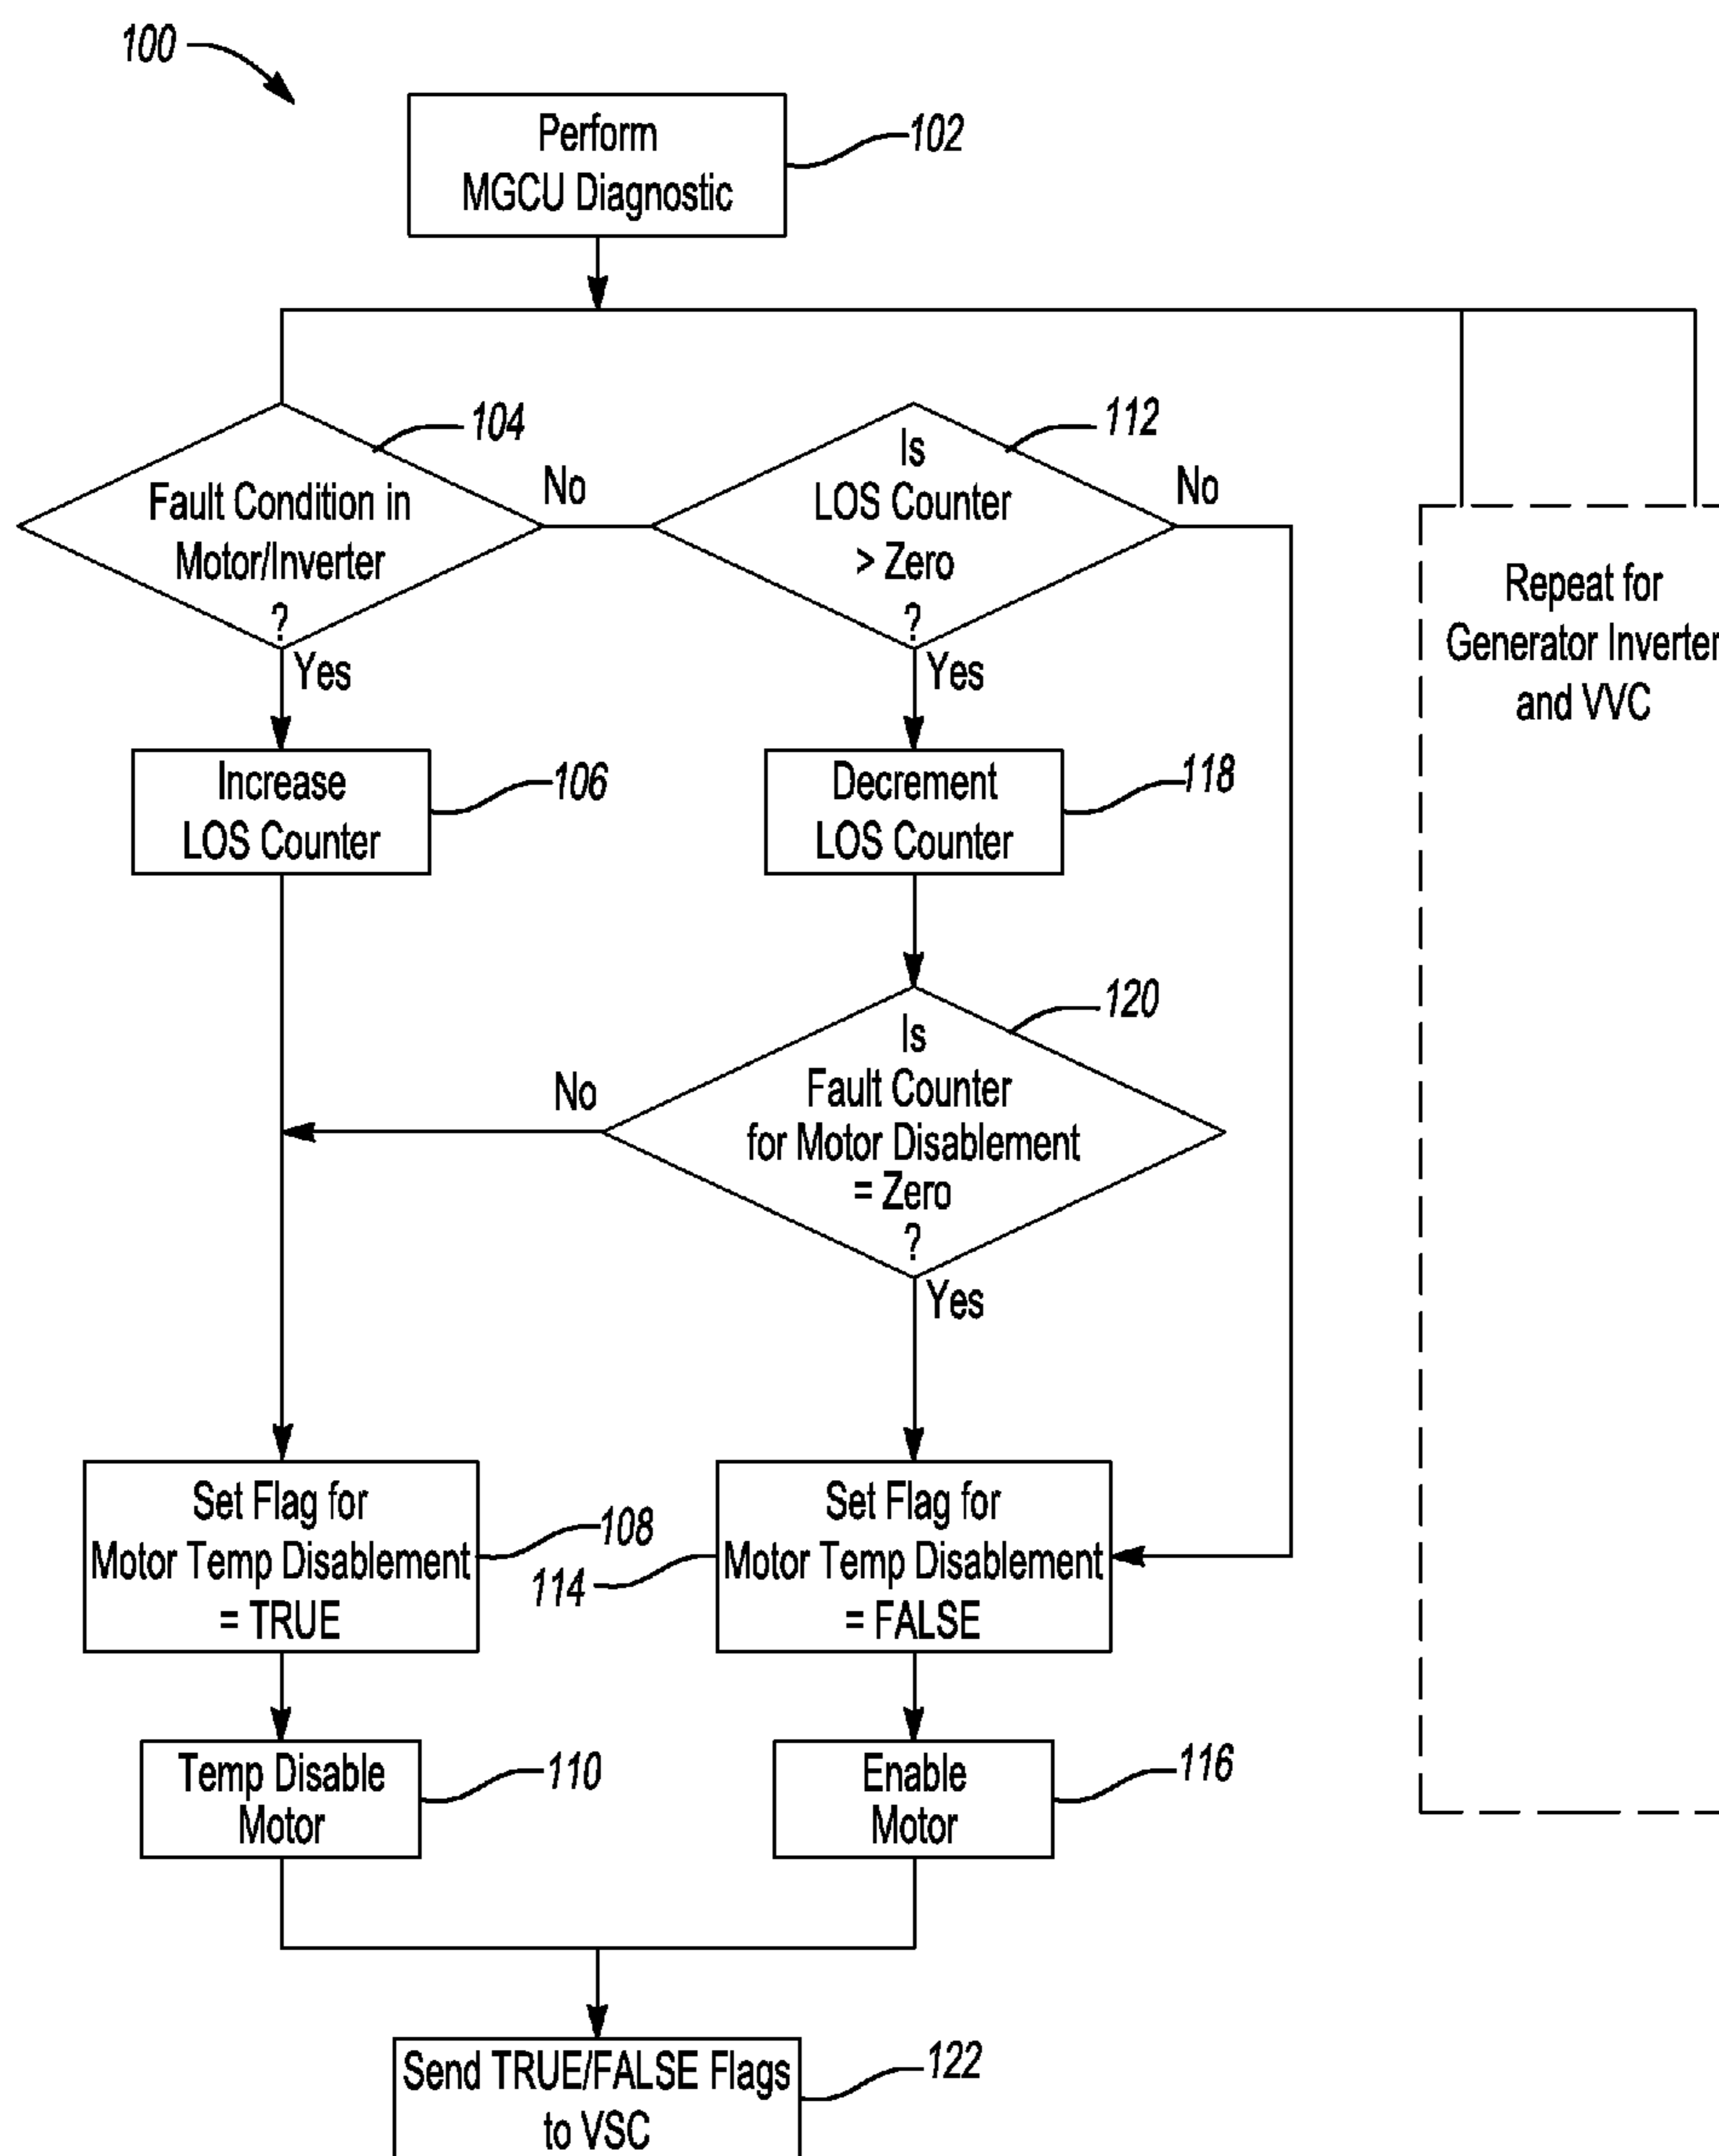 100
Perform
MGCU Diagnostic
102
104
Fault Condition in
Motor/Inverter
?
No
Yes
112
Is
LOS Counter
> Zero
?
No
Yes
Repeat for
Generator Inverter
and VVC
Increase
LOS Counter
106
Decrement
LOS Counter
118
120
Is
Fault Counter
for Motor Disablement
= Zero
?
No
Yes
Set Flag for
Motor Temp Disablement
= TRUE
108
114
Set Flag for
Motor Temp Disablement
= FALSE
Temp Disable
Motor
110
Enable
Motor
116
Send TRUE/FALSE Flags
to VSC
122